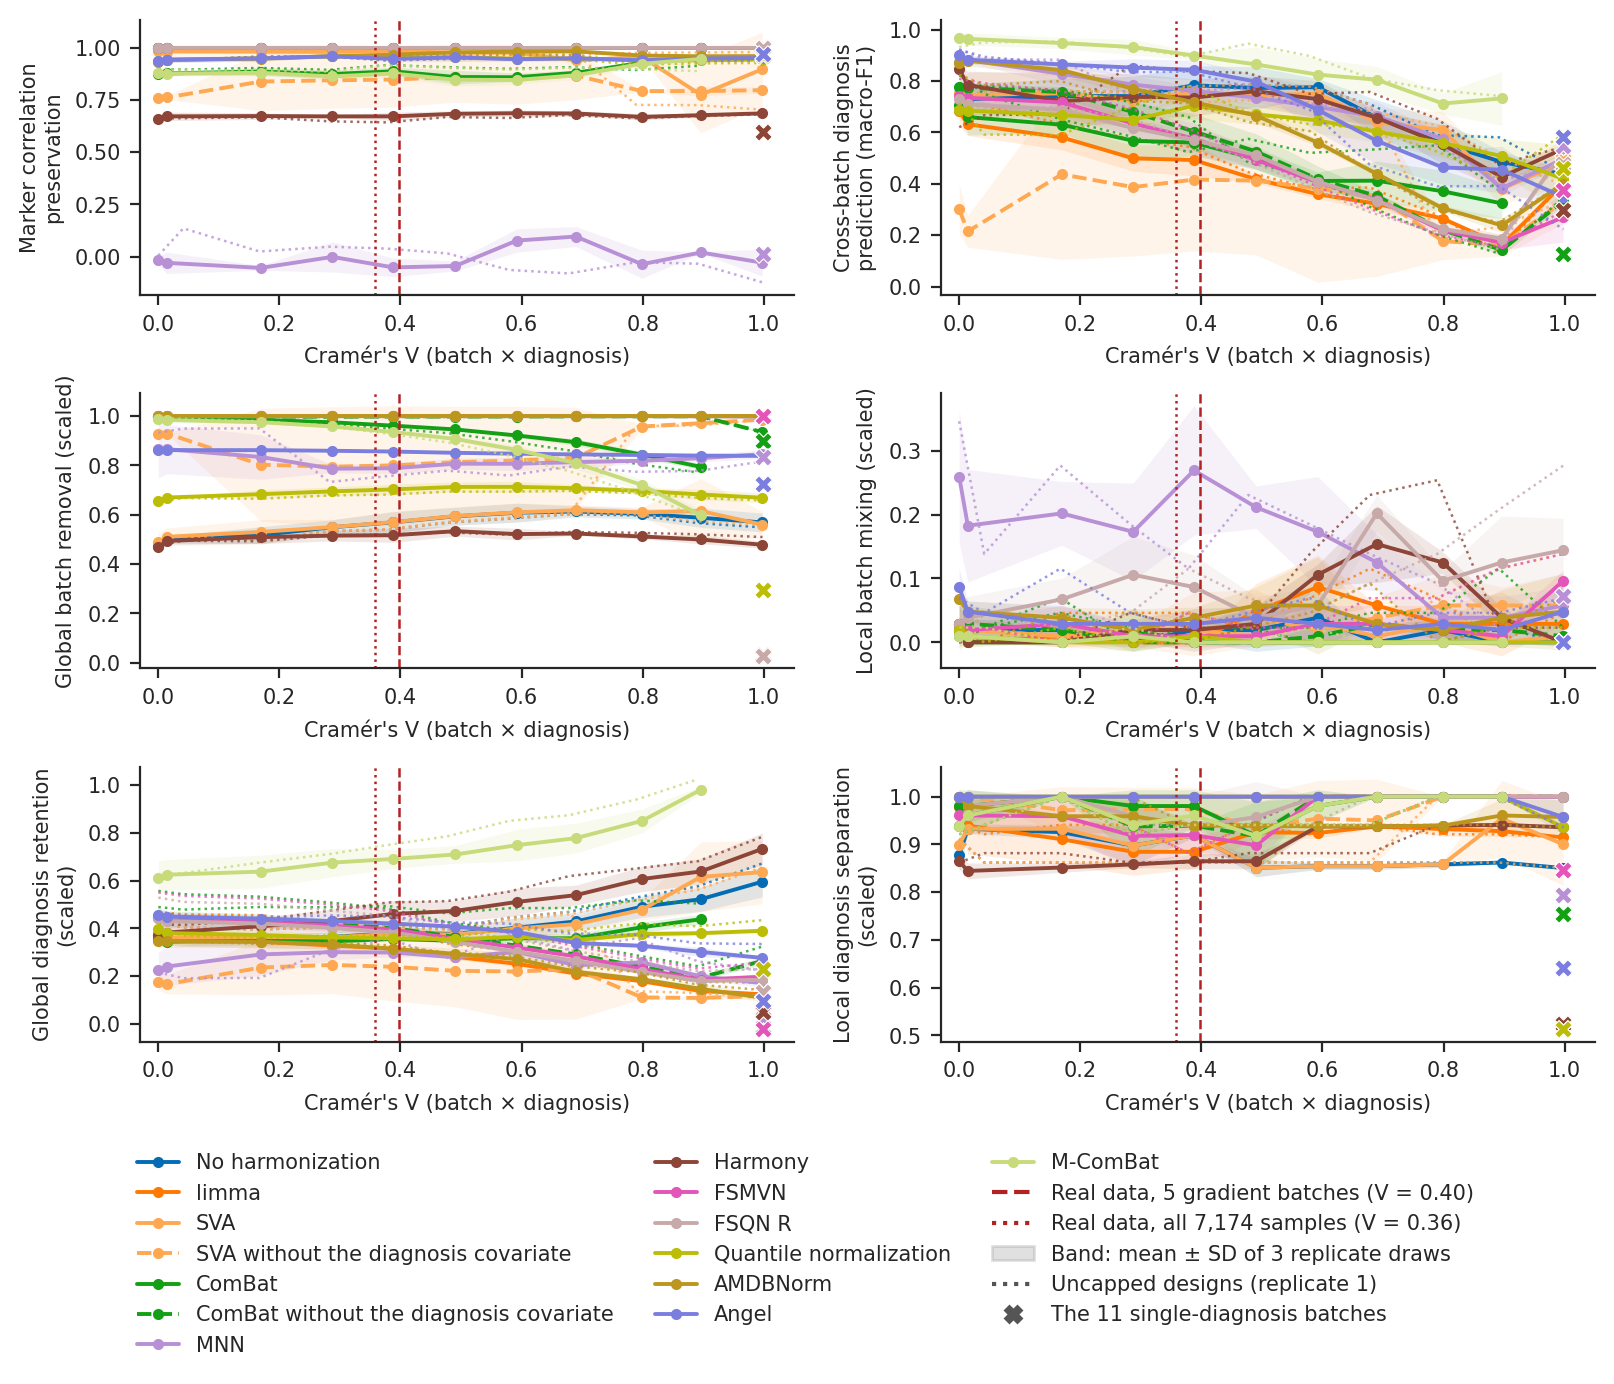 Marker correlation
preservation
1.00
0.75
0.50
0.25
0.00
0.0 0.2 0.4 0.6 0.8 1.0
Cramér's V (batch × diagnosis)
Cross-batch diagnosis
prediction (macro-F1)
1.0
0.8
0.6
0.4
0.2
0.0
0.0 0.2 0.4 0.6 0.8 1.0
Cramér's V (batch × diagnosis)
Global batch removal (scaled)
1.0
0.8
0.6
0.4
0.2
0.0
0.0 0.2 0.4 0.6 0.8 1.0
Cramér's V (batch × diagnosis)
Local batch mixing (scaled)
0.3
0.2
0.1
0.0
0.0 0.2 0.4 0.6 0.8 1.0
Cramér's V (batch × diagnosis)
Global diagnosis retention
(scaled)
1.0
0.8
0.6
0.4
0.2
0.0
0.0 0.2 0.4 0.6 0.8 1.0
Cramér's V (batch × diagnosis)
Local diagnosis separation
(scaled)
1.0
0.9
0.8
0.7
0.6
0.5
0.0 0.2 0.4 0.6 0.8 1.0
Cramér's V (batch × diagnosis)
No harmonization
limma
SVA
SVA without the diagnosis covariate
ComBat
ComBat without the diagnosis covariate
MNN
Harmony
FSMVN
FSQN R
Quantile normalization
AMDBNorm
Angel
M-ComBat
Real data, 5 gradient batches (V = 0.40)
Real data, all 7,174 samples (V = 0.36)
Band: mean ± SD of 3 replicate draws
Uncapped designs (replicate 1)
The 11 single-diagnosis batches